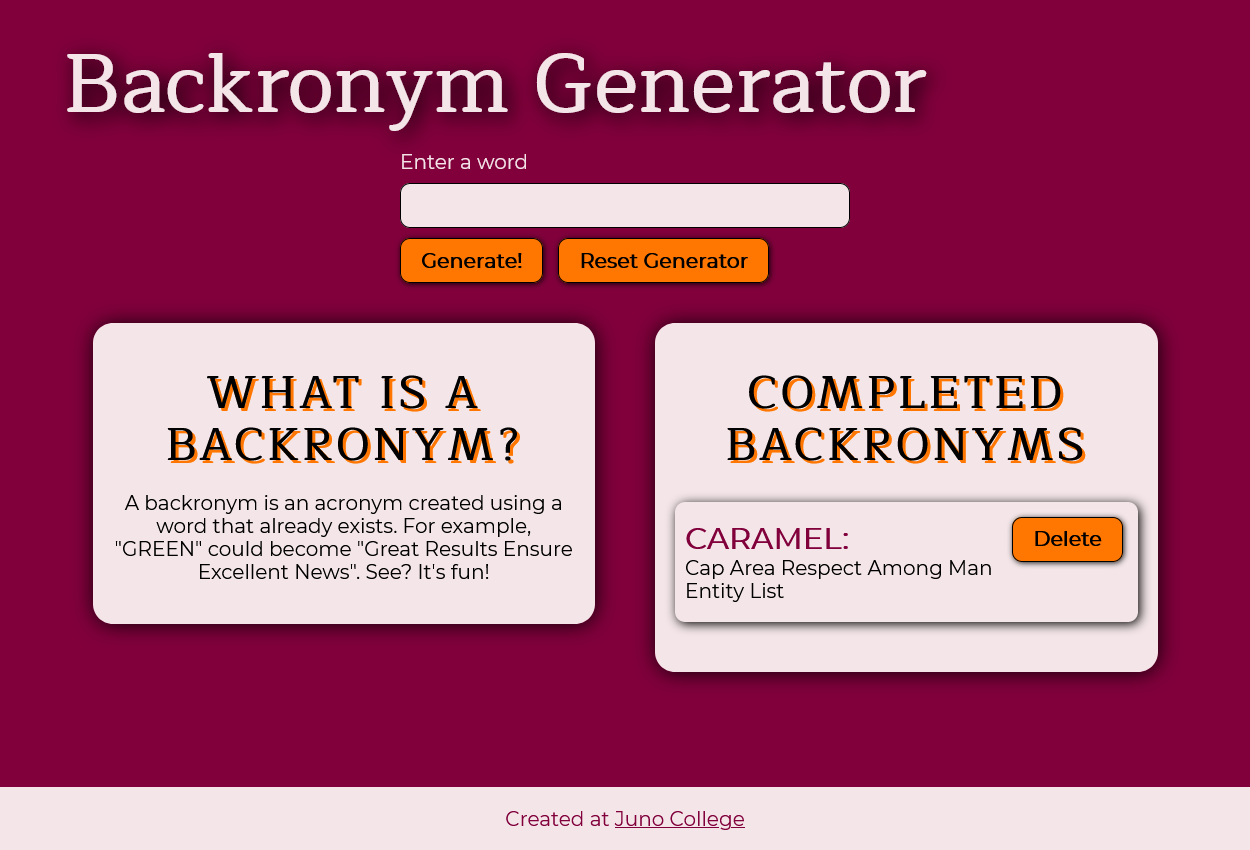 Backronym Generator
Enter a word
Generate! Reset Generator
WHAT IS A
BACKRONYM?
A backronym is an acronym created using a
word that already exists. For example,
"GREEN" could become "Great Results Ensure
Excellent News". See? It's fun!
COMPLETED
BACKRONYMS
CARAMEL:
Delete
Cap Area Respect Among Man
Entity List
Created at Juno College